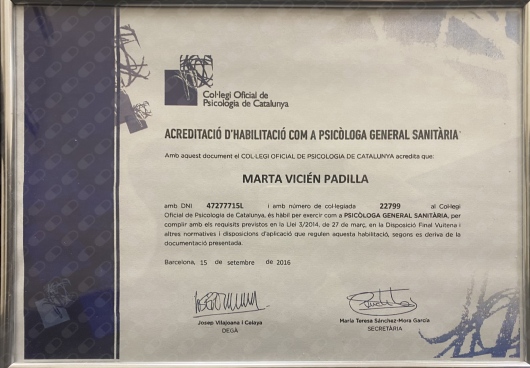 Col·legi Oficial de
Psicologia de Catalunya
ACREDITACIÓ D'HABILITACIÓ COM A PSICÒLOGA GENERAL SANITÀRIA
Amb aquest document el COL·LEGI OFICIAL DE PSICOLOGIA DE CATALUNYA acredita que:
MARTA VICIÉN PADILLA
amb DNI 47277715L i amb número de col·legiada 22799 al Col·legi
Oficial de Psicologia de Catalunya, és hàbil per exercir com a PSICÒLOGA GENERAL SANITÀRIA, per
complir amb els requisits previstos en la Llei 3/2014, de 27 de març, en la Disposició Final Vuitena i
altres normatives i disposicions d'aplicació que regulen aquesta habilitació, segons es deriva de la
documentació presentada.
Barcelona, 15 de setembre de 2016
Josep Vilajoana i Celaya
DEGÀ
Maria Teresa Sánchez-Mora García
SECRETÀRIA